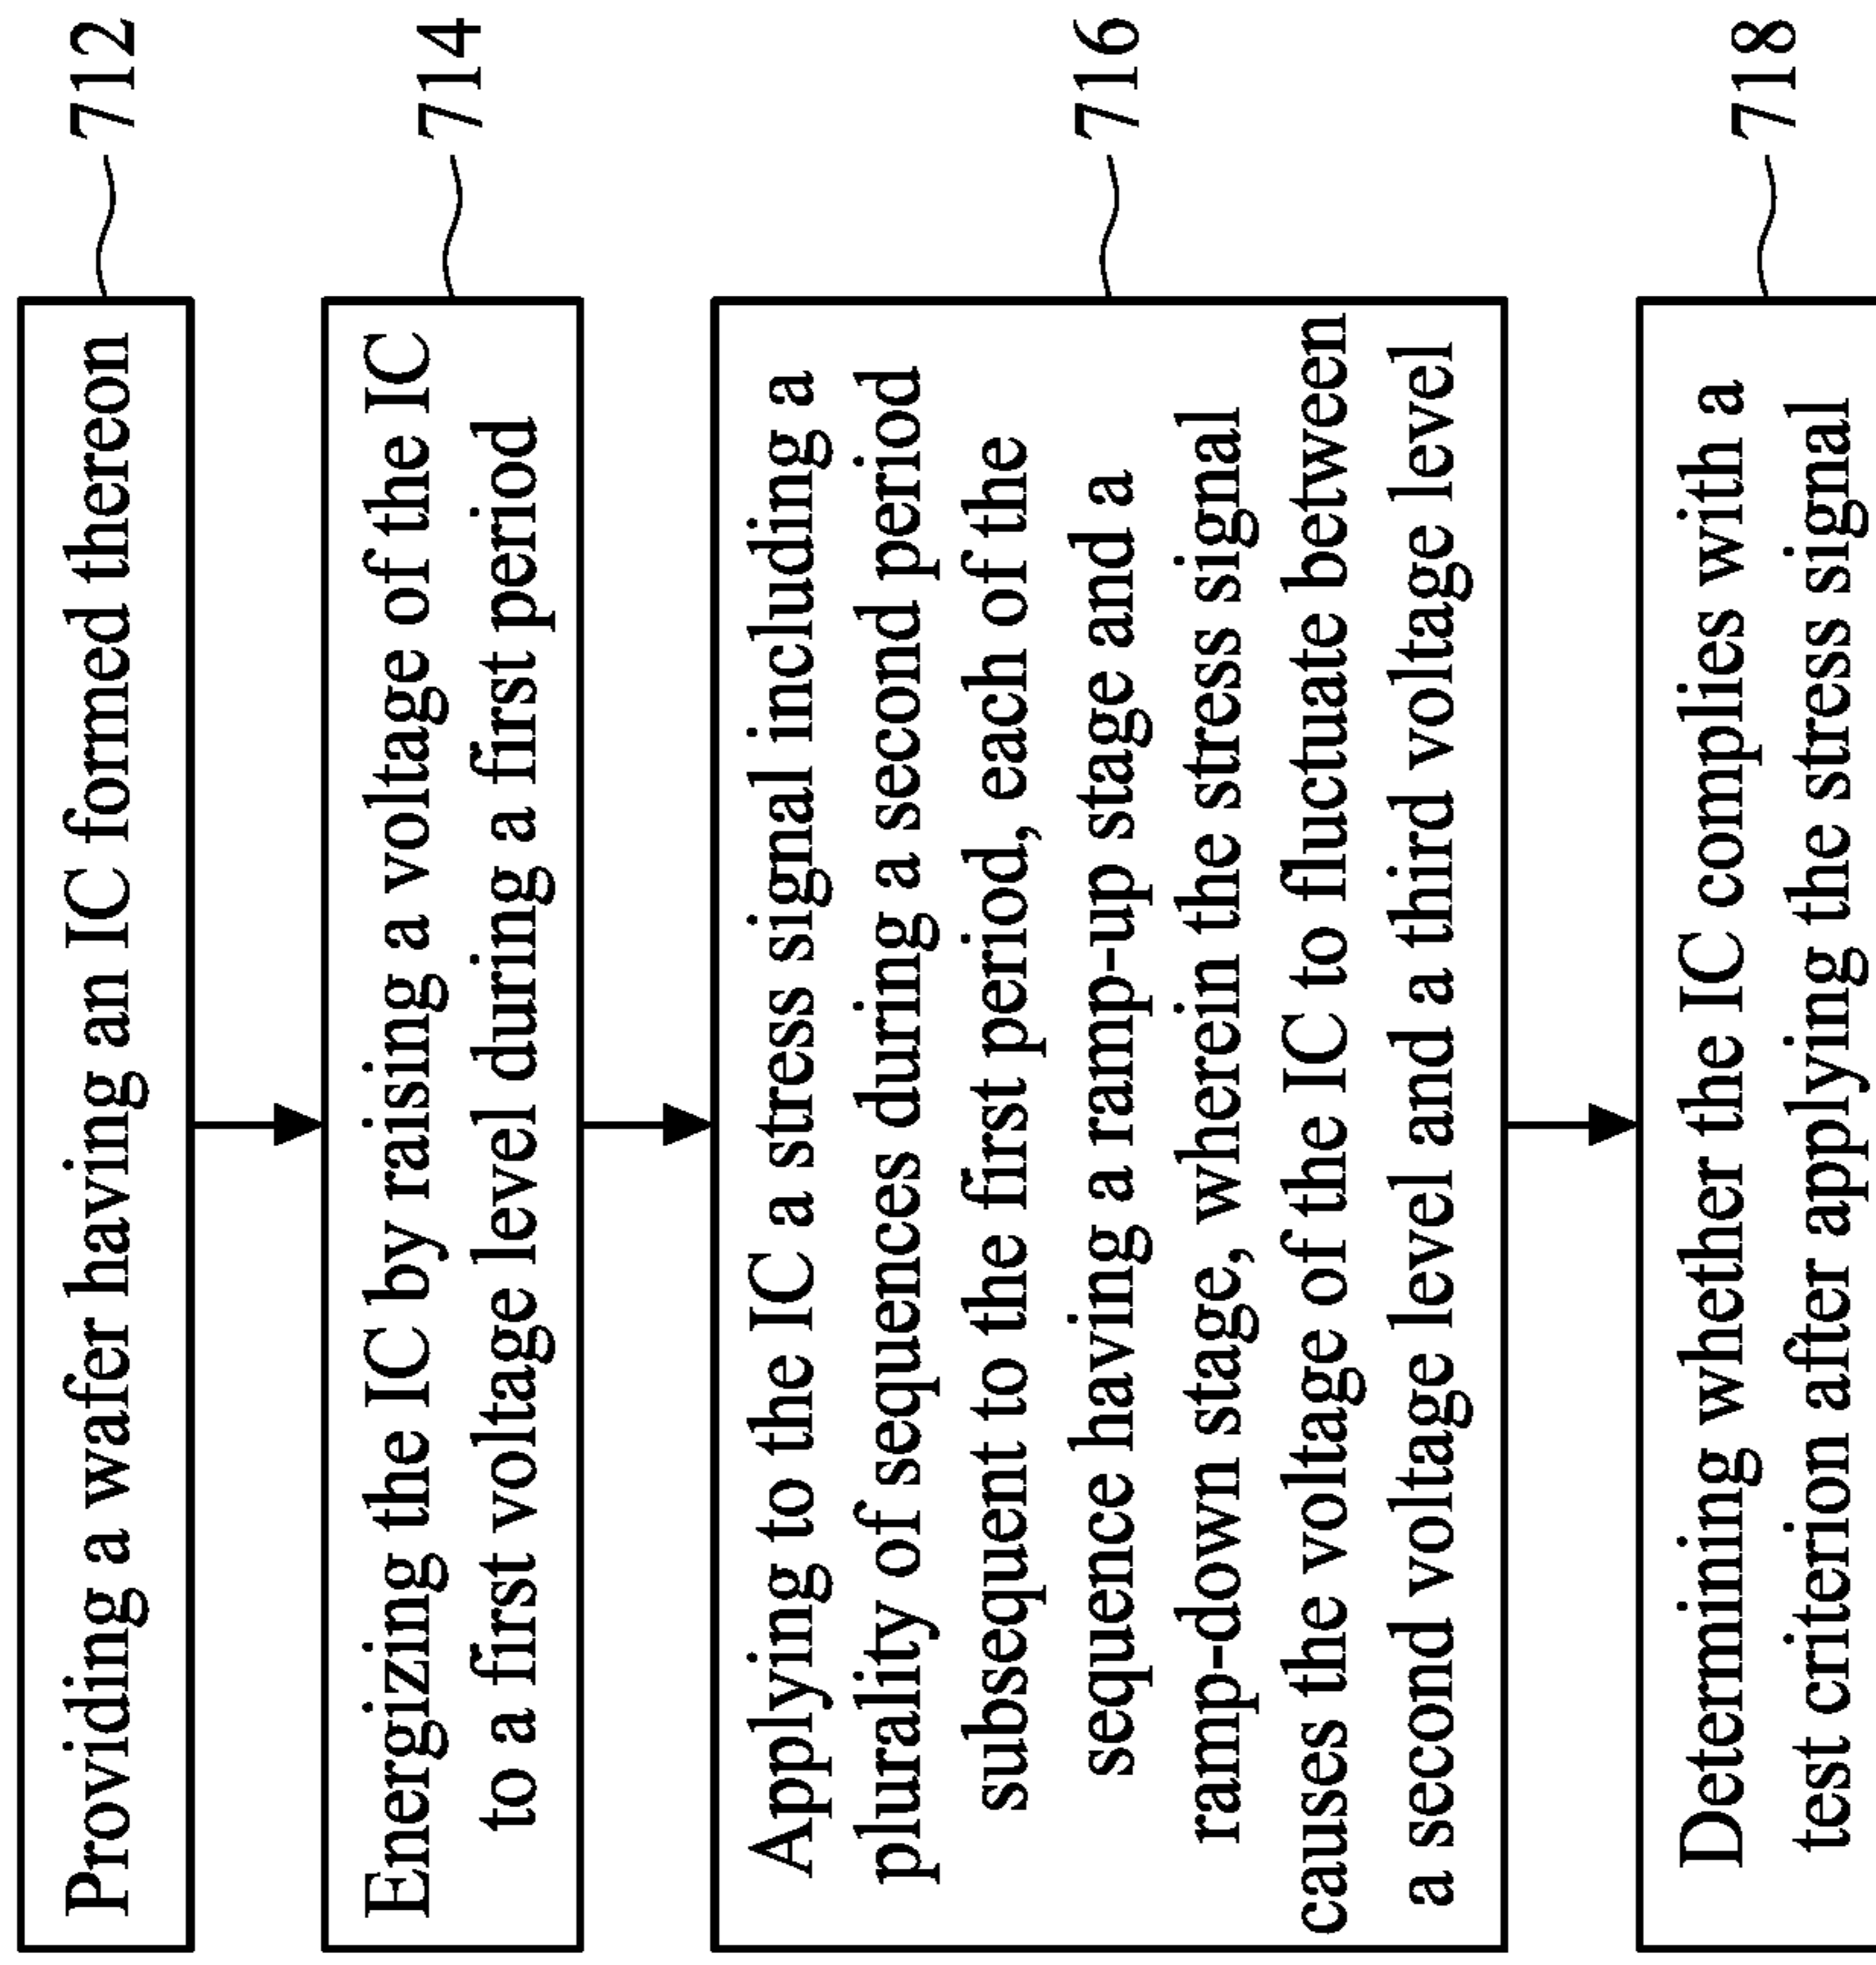 Providing a wafer having an IC formed thereon
712
Energizing the IC by raising a voltage of the IC
to a first voltage level during a first period
714
Applying to the IC a stress signal including a
plurality of sequences during a second period
subsequent to the first period, each of the
sequence having a ramp-up stage and a
ramp-down stage, wherein the stress signal
causes the voltage of the IC to fluctuate between
a second voltage level and a third voltage level
716
Determining whether the IC complies with a
test criterion after applying the stress signal
718